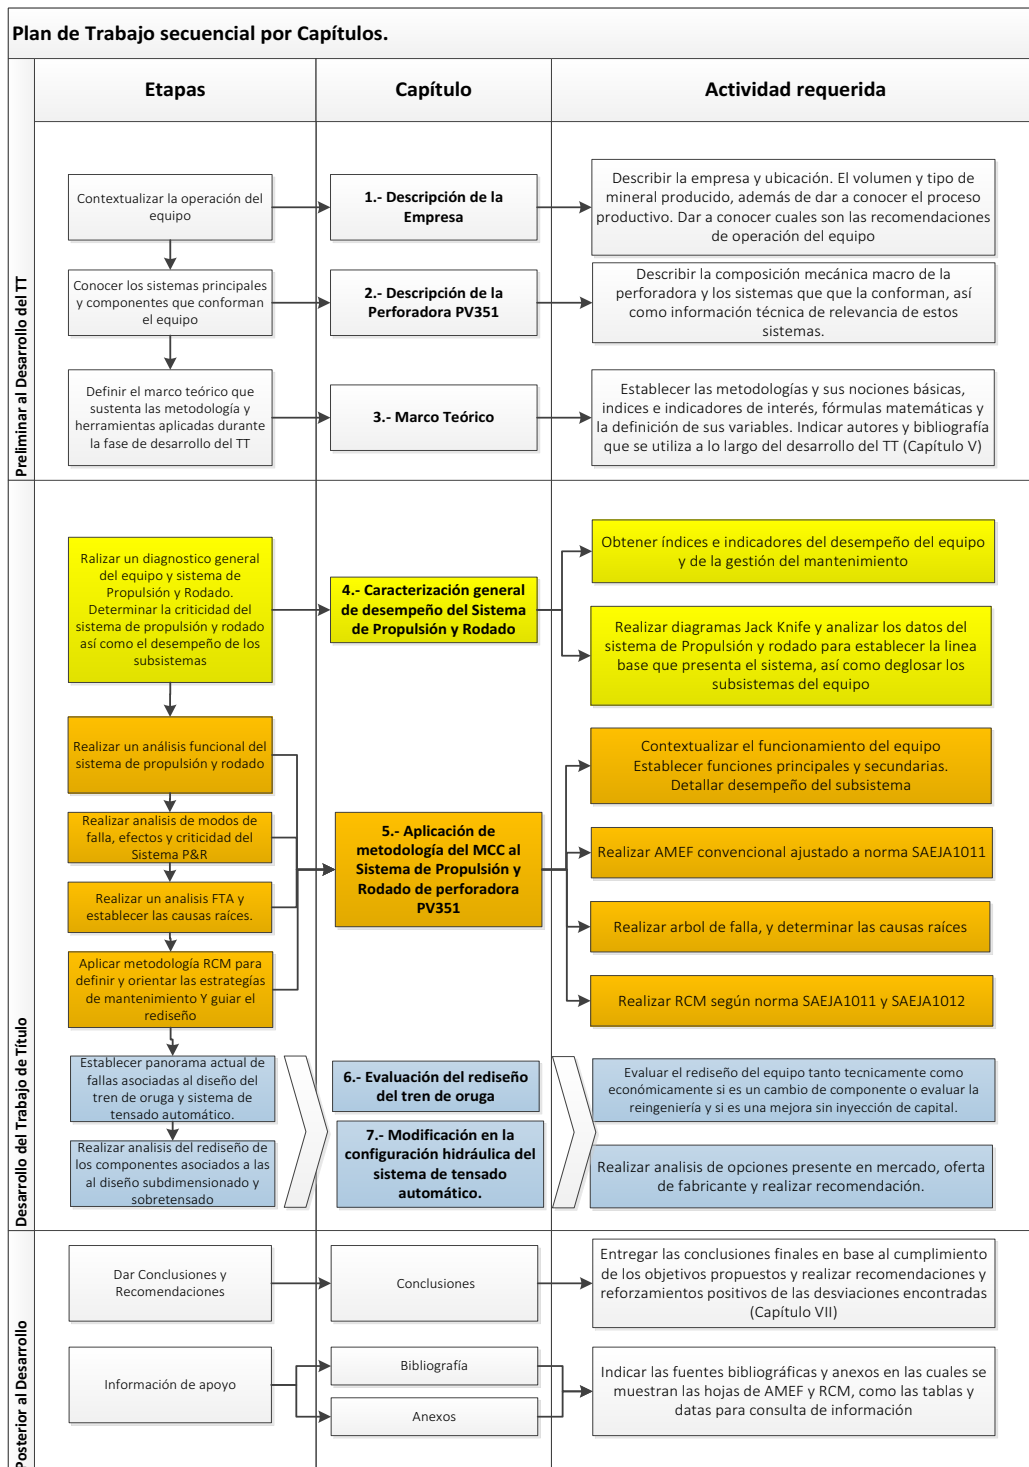 Plan de Trabajo secuencial por Capítulos.
Etapas
Capítulo
Actividad requerida
Preliminar al Desarrollo del TT
Contextualizar la operación del
equipo
1.- Descripción de la
Empresa
Describir la empresa y ubicación. El volumen y tipo de
mineral producido, además de dar a conocer el proceso
productivo. Dar a conocer cuales son las recomendaciones
de operación del equipo
Conocer los sistemas principales
y componentes que conforman
el equipo
2.- Descripción de la
Perforadora PV351
Describir la composición mecánica macro de la
perforadora y los sistemas que que la conforman, así
como información técnica de relevancia de estos
sistemas.
Definir el marco teórico que
sustenta las metodología y
herramientas aplicadas durante
la fase de desarrollo del TT
3.- Marco Teórico
Establecer las metodologías y sus nociones básicas,
indices e indicadores de interés, fórmulas matemáticas y
la definición de sus variables. Indicar autores y bibliografía
que se utiliza a lo largo del desarrollo del TT (Capítulo V)
Desarrollo del Trabajo de Título
Ralizar un diagnostico general
del equipo y sistema de
Propulsión y Rodado.
Determinar la criticidad del
sistema de propulsión y rodado
así como el desempeño de los
subsistemas
4.- Caracterización general
de desempeño del Sistema
de Propulsión y Rodado
Obtener índices e indicadores del desempeño del equipo
y de la gestión del mantenimiento
Realizar diagramas Jack Knife y analizar los datos del
sistema de Propulsión y rodado para establecer la linea
base que presenta el sistema, así como deglosar los
subsistemas del equipo
Realizar un análisis funcional del
sistema de propulsión y rodado
Realizar analisis de modos de
falla, efectos y criticidad del
Sistema P&R
Realizar un analisis FTA y
establecer las causas raíces.
Aplicar metodología RCM para
definir y orientar las estrategías
de mantenimiento Y guiar el
rediseño
5.- Aplicación de
metodología del MCC al
Sistema de Propulsión y
Rodado de perforadora
PV351
Contextualizar el funcionamiento del equipo
Establecer funciones principales y secundarias.
Detallar desempeño del subsistema
Realizar AMEF convencional ajustado a norma SAEJA1011
Realizar arbol de falla, y determinar las causas raíces
Realizar RCM según norma SAEJA1011 y SAEJA1012
Establecer panorama actual de
fallas asociadas al diseño del
tren de oruga y sistema de
tensado automático.
Realizar analisis del rediseño de
los componentes asociados a las
al diseño subdimensionado y
sobretensado
6.- Evaluación del rediseño
del tren de oruga
7.- Modificación en la
configuración hidráulica del
sistema de tensado
automático.
Evaluar el rediseño del equipo tanto tecnicamente como
económicamente si es un cambio de componente o evaluar la
reingeniería y si es una mejora sin inyección de capital.
Realizar analisis de opciones presente en mercado, oferta
de fabricante y realizar recomendación.
Posterior al Desarrollo
Dar Conclusiones y
Recomendaciones
Conclusiones
Entregar las conclusiones finales en base al cumplimiento
de los objetivos propuestos y realizar recomendaciones y
reforzamientos positivos de las desviaciones encontradas
(Capítulo VII)
Información de apoyo
Bibliografía
Anexos
Indicar las fuentes bibliográficas y anexos en las cuales se
muestran las hojas de AMEF y RCM, como las tablas y
datas para consulta de información